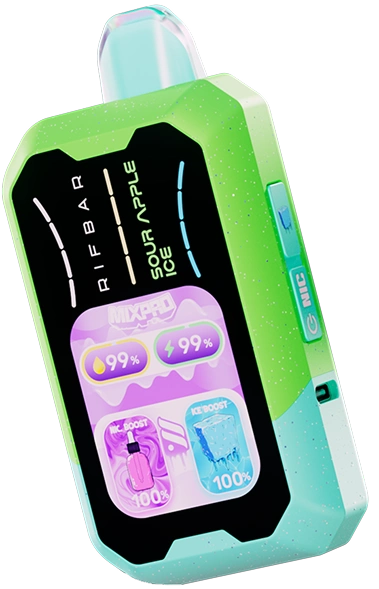 RIFBAR
SOUR APPLE
ICE
MIXPRO
99%
99%
NIC. BOOST
100%
ICE BOOST
100%
NIC